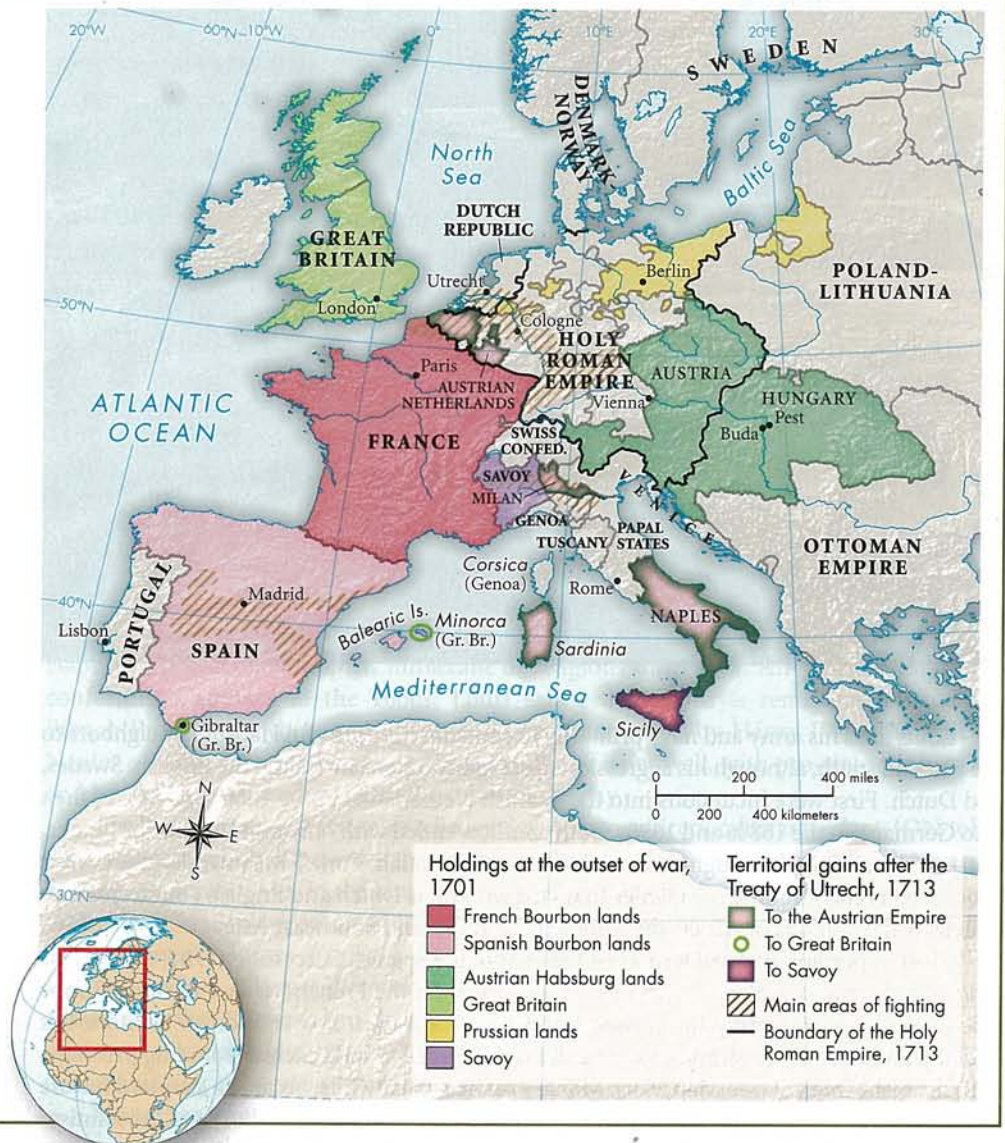 20°W
60°N
10°W
0°
10°E
20°E
30°E
SWEDEN
DENMARK-
NORWAY
North
Sea
Baltic Sea
DUTCH
REPUBLIC
GREAT
BRITAIN
Utrecht
Berlin
POLAND-
LITHUANIA
London
50°N
Cologne
HOLY
ROMAN
EMPIRE
Paris
AUSTRIAN
NETHERLANDS
AUSTRIA
Vienna
HUNGARY
Buda
Pest
ATLANTIC
OCEAN
FRANCE
SWISS
CONFED.
SAVOY
MILAN
VENICE
GENOA
TUSCANY
PAPAL
STATES
OTTOMAN
EMPIRE
Corsica
(Genoa)
Rome
NAPLES
PORTUGAL
Madrid
40°N
Lisbon
SPAIN
Balearic Is.
Minorca
(Gr. Br.)
Sardinia
Mediterranean Sea
Sicily
Gibraltar
(Gr. Br.)
0 200 400 miles
0 200 400 kilometers
N
W E
S
30°N
Holdings at the outset of war,
1701
French Bourbon lands
Spanish Bourbon lands
Austrian Habsburg lands
Great Britain
Prussian lands
Savoy
Territorial gains after the
Treaty of Utrecht, 1713
To the Austrian Empire
To Great Britain
To Savoy
Main areas of fighting
Boundary of the Holy
Roman Empire, 1713